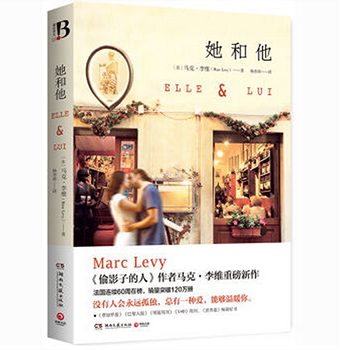 B
她和他
ELLE & LUI
〔法〕马克·李维(Marc Levy)——著
她和他
ELLE
&
LUI
Marc Levy
《偷影子的人》作者马克·李维重磅新作
法国连续60周在榜，销量突破120万册
没有人会永远孤独，总有一种爱，能够温暖你。
湖南文艺出版社